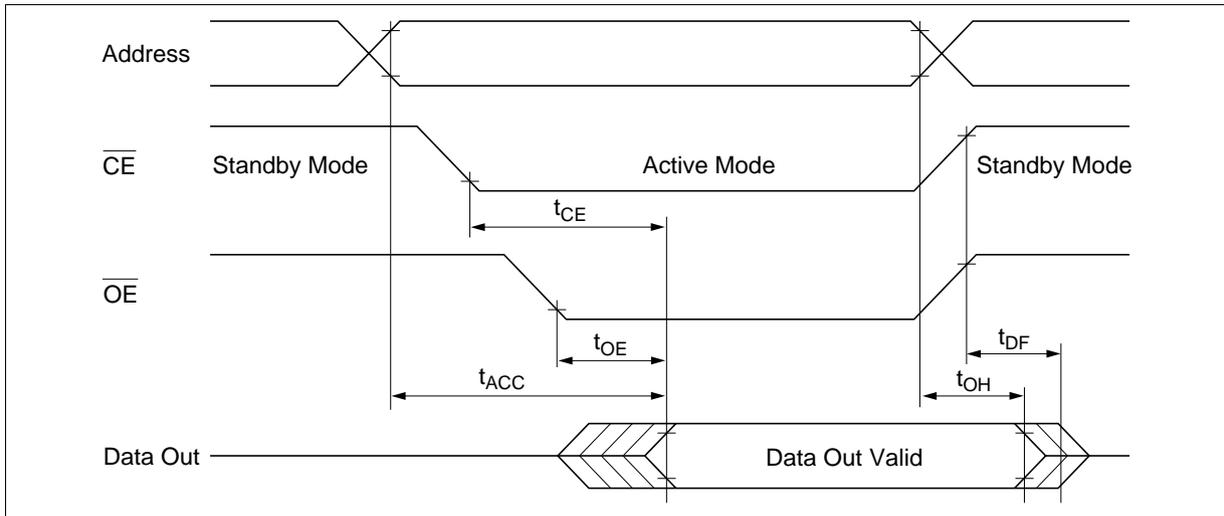 Address
CE
Standby Mode Active Mode Standby Mode
tCE
OE
tOE
tDF
tACC
tOH
Data Out
Data Out Valid